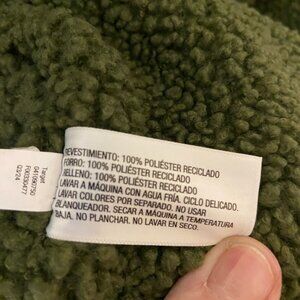 REVESTIMIENTO: 100% POLIÉSTER RECICLADO
FORRO: 100% POLIÉSTER RECICLADO
RELLENO: 100% POLIÉSTER RECICLADO.
LAVAR A MÁQUINA CON AGUA FRÍA, CICLO DELICADO.
LAVAR COLORES POR SEPARADO. NO USAR
BLANQUEADOR. SECAR A MÁQUINA A TEMPERATURA
NO PLANCHAR. NO LAVAR EN SECO.
Target